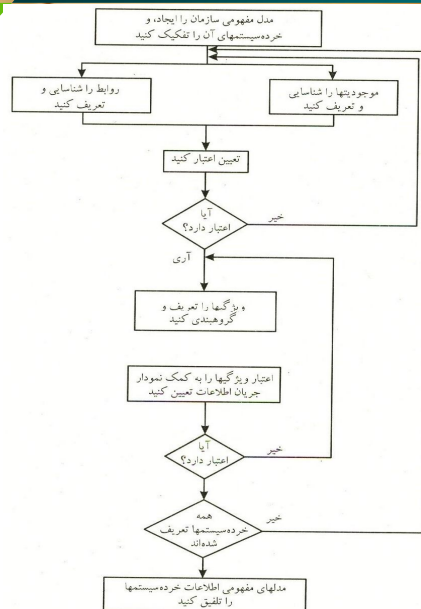 مدل مفهومی سازمان را ایجاد، و
خرده‌سیستمهای آن را تفکیک کنید
موجودیتها را شناسایی
و تعریف کنید
روابط را شناسایی و
تعریف کنید
تعیین اعتبار کنید
آیا
اعتبار دارد؟
خیر
آری
ویژگیها را تعریف و
گروهبندی کنید
اعتبار ویژگیها را به کمک نمودار
جریان اطلاعات تعیین کنید
آیا
اعتبار دارد؟
خیر
همه
خرده‌سیستمها تعریف
شده‌اند
خیر
مدلهای مفهومی اطلاعات خرده‌سیستمها
را تلفیق کنید